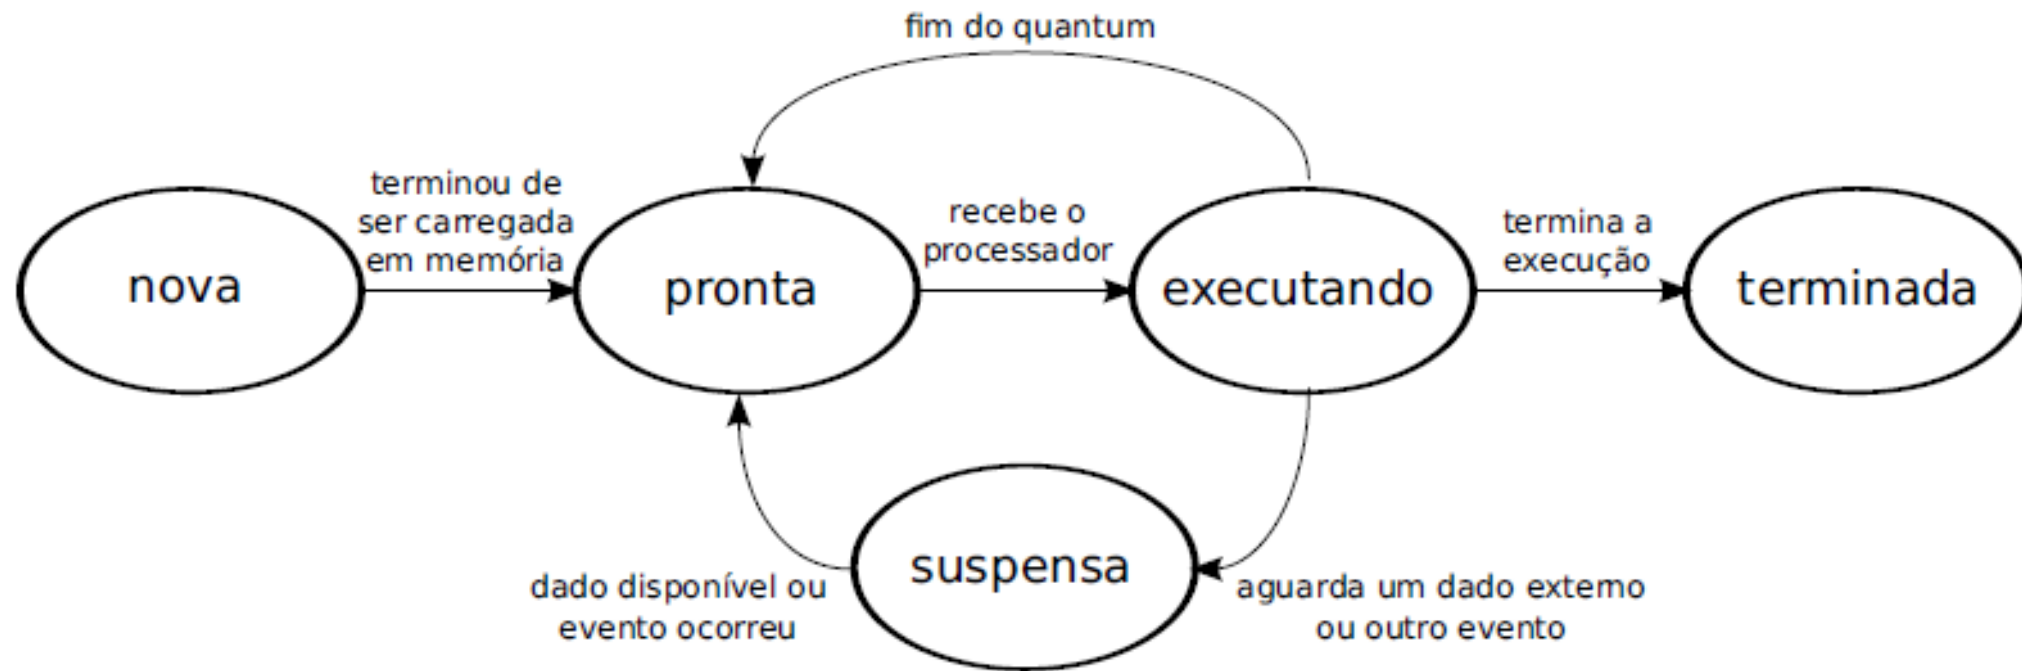 fim do quantum
terminou de
ser carregada
em memória
recebe o
processador
termina a
execução
nova
pronta
executando
terminada
suspensa
dado disponível ou
evento ocorreu
aguarda um dado externo
ou outro evento